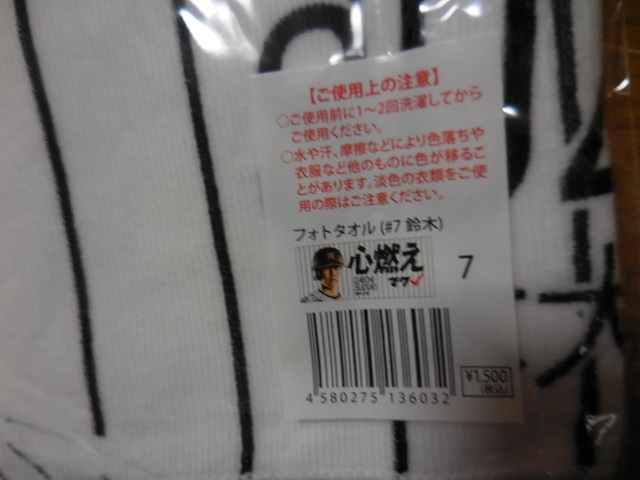 【ご使用上の注意】
○ご使用前に1～2回洗濯してから
ご使用ください。
○水や汗、摩擦などにより色落ちや
衣服など他のものに色が移るこ
とがあります。淡色の衣類をご使
用の際はご注意ください。
フォトタオル (#7 鈴木)
心燃え
マク
7
¥1,500
(税込)
4 580275 136032